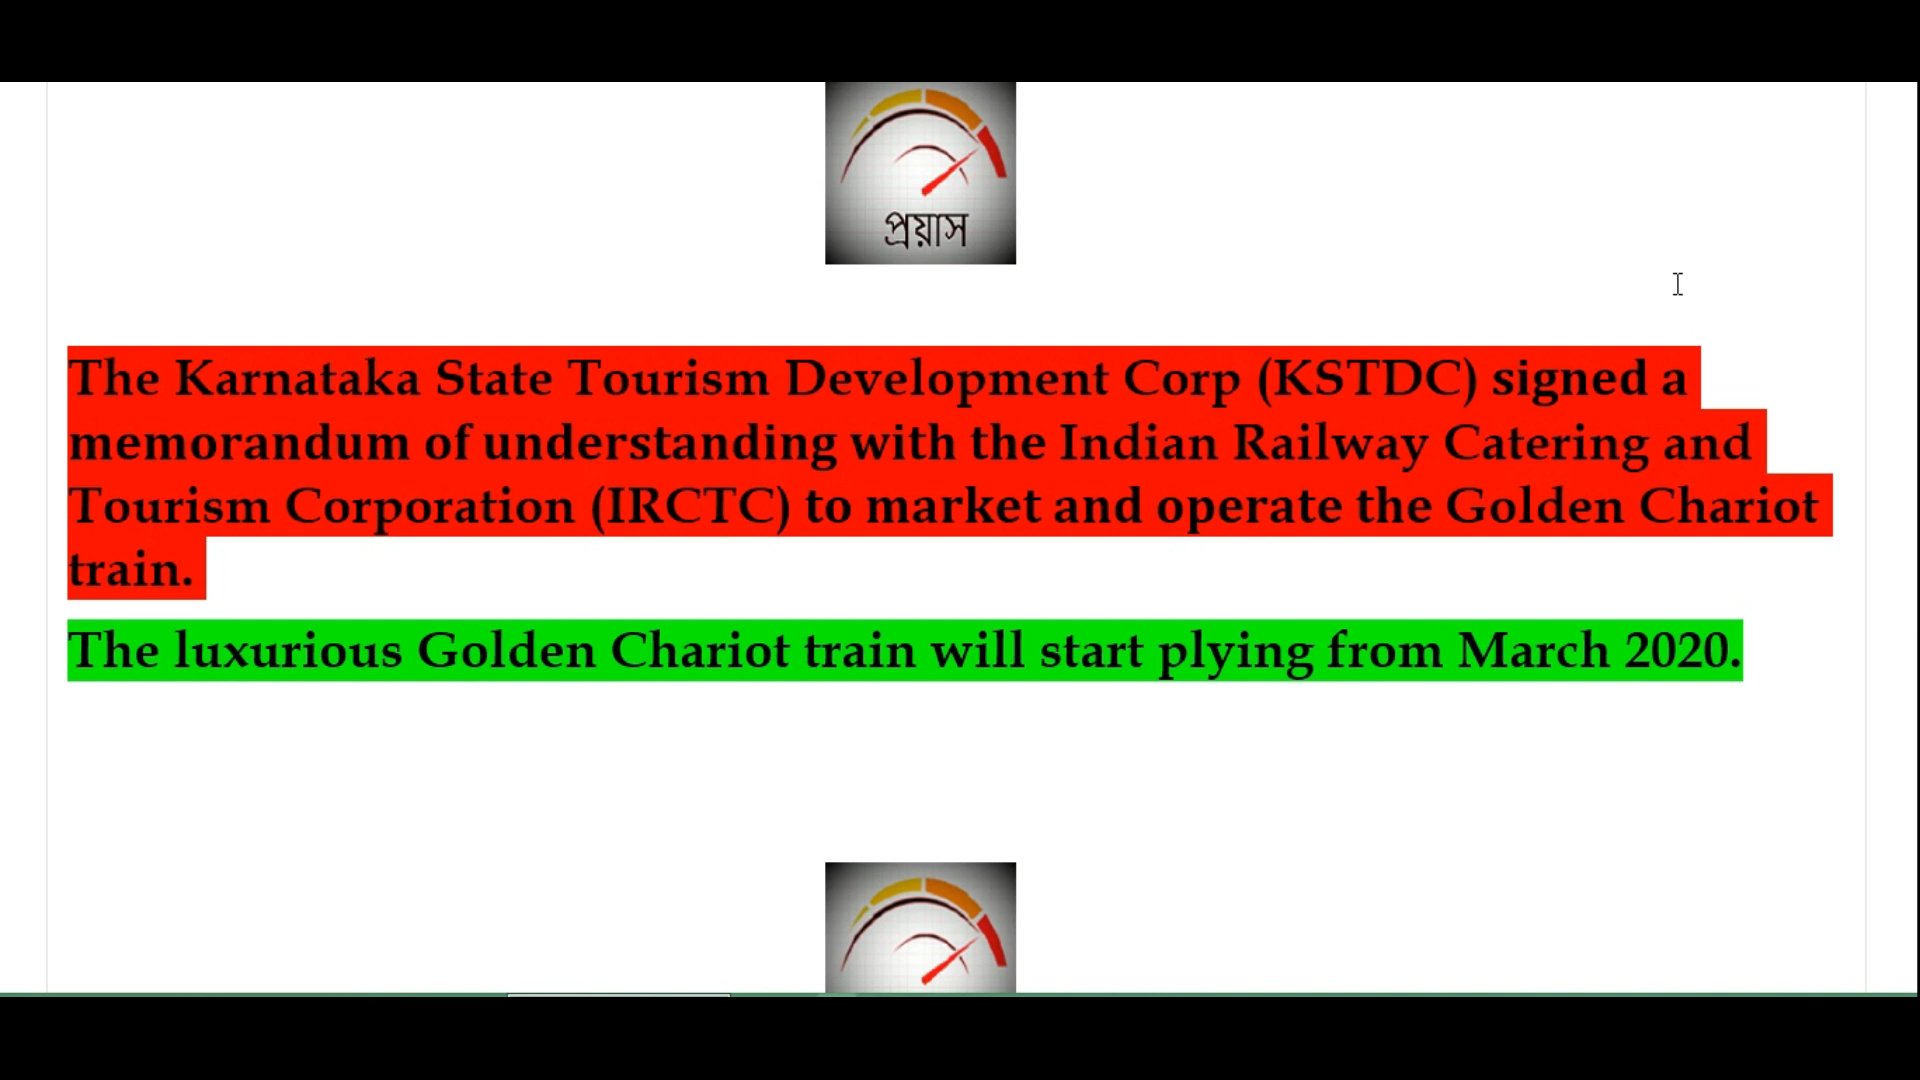 প্রয়াস
The Karnataka State Tourism Development Corp (KSTDC) signed a
memorandum of understanding with the Indian Railway Catering and
Tourism Corporation (IRCTC) to market and operate the Golden Chariot
train.
The luxurious Golden Chariot train will start plying from March 2020.